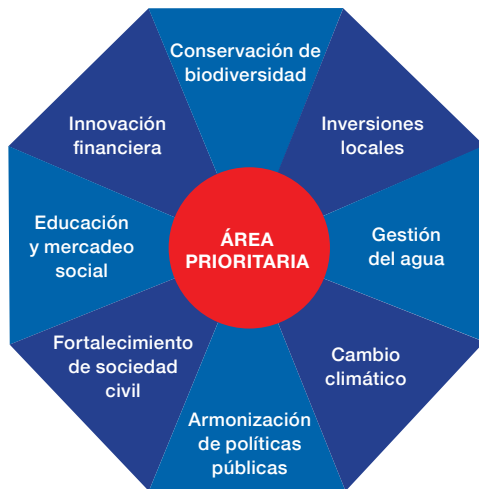 Conservación de
biodiversidad
Inversiones
locales
Gestión
del agua
Cambio
climático
Armonización
de políticas
públicas
Fortalecimiento
de sociedad
civil
Educación
y mercadeo
social
Innovación
financiera
ÁREA
PRIORITARIA